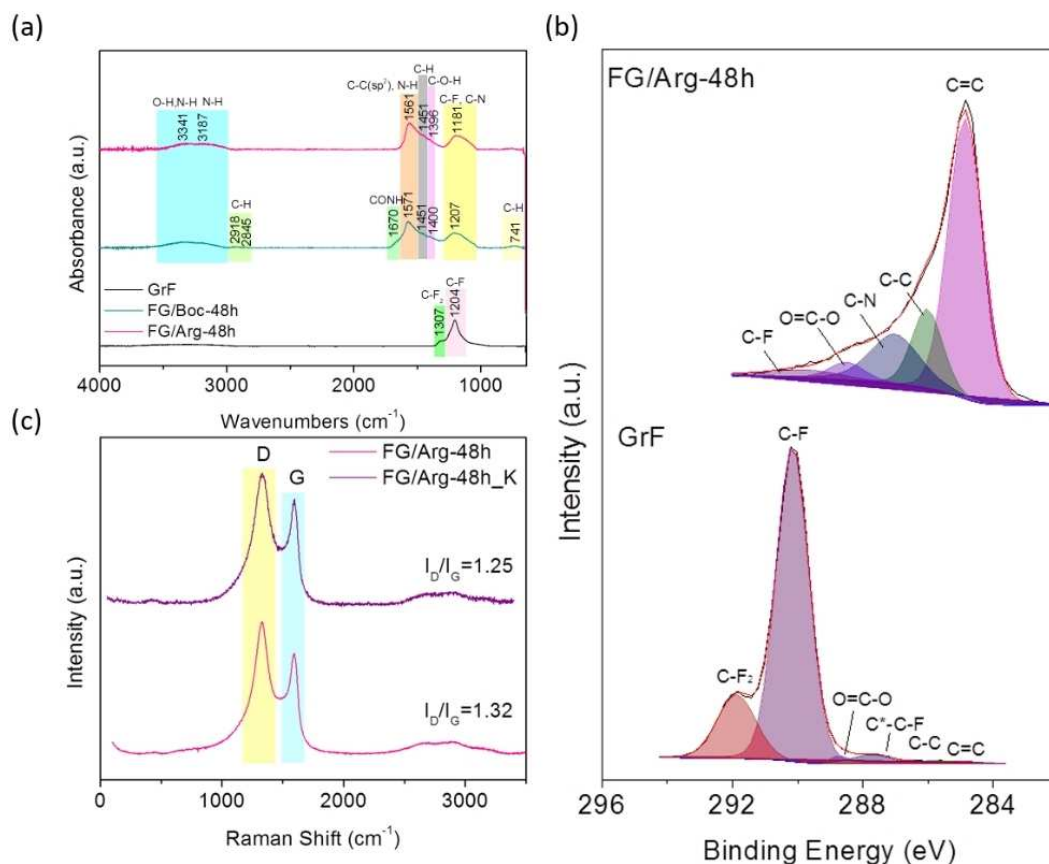 (a)
Absorbance (a.u.)
O-H,N-H
N-H
3341
3187
C-C(sp²), N-H
C-H
C-O-H
C-F, C-N
1561
1451
1396
1181
C-H
2918
2845
CONH
1670
1571
1451
1400
1207
C-H
741
C-F₂
C-F
1307
1204
GrF
FG/Boc-48h
FG/Arg-48h
4000
3000
2000
1000
Wavenumbers (cm⁻¹)
(b)
FG/Arg-48h
C=C
C-C
C-N
O=C-O
C-F
GrF
C-F
C-F₂
O=C-O
C*-C-F
C-C
C=C
Intensity (a.u.)
296
292
288
284
Binding Energy (eV)
(c)
D
G
FG/Arg-48h
FG/Arg-48h_K
I_D/I_G=1.25
I_D/I_G=1.32
Intensity (a.u.)
0
1000
2000
3000
Raman Shift (cm⁻¹)